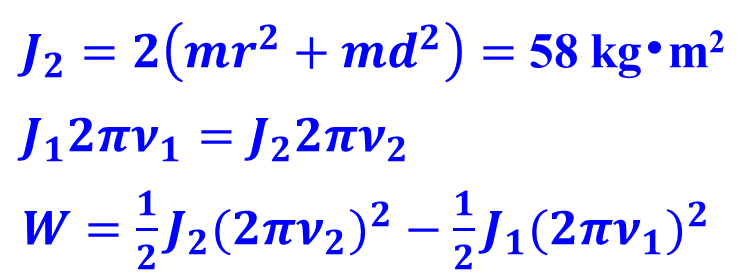 J₂ = 2(mr² + md²) = 58 kg•m²
J₁2πν₁ = J₂2πν₂
W = ½J₂(2πν₂)² − ½J₁(2πν₁)²